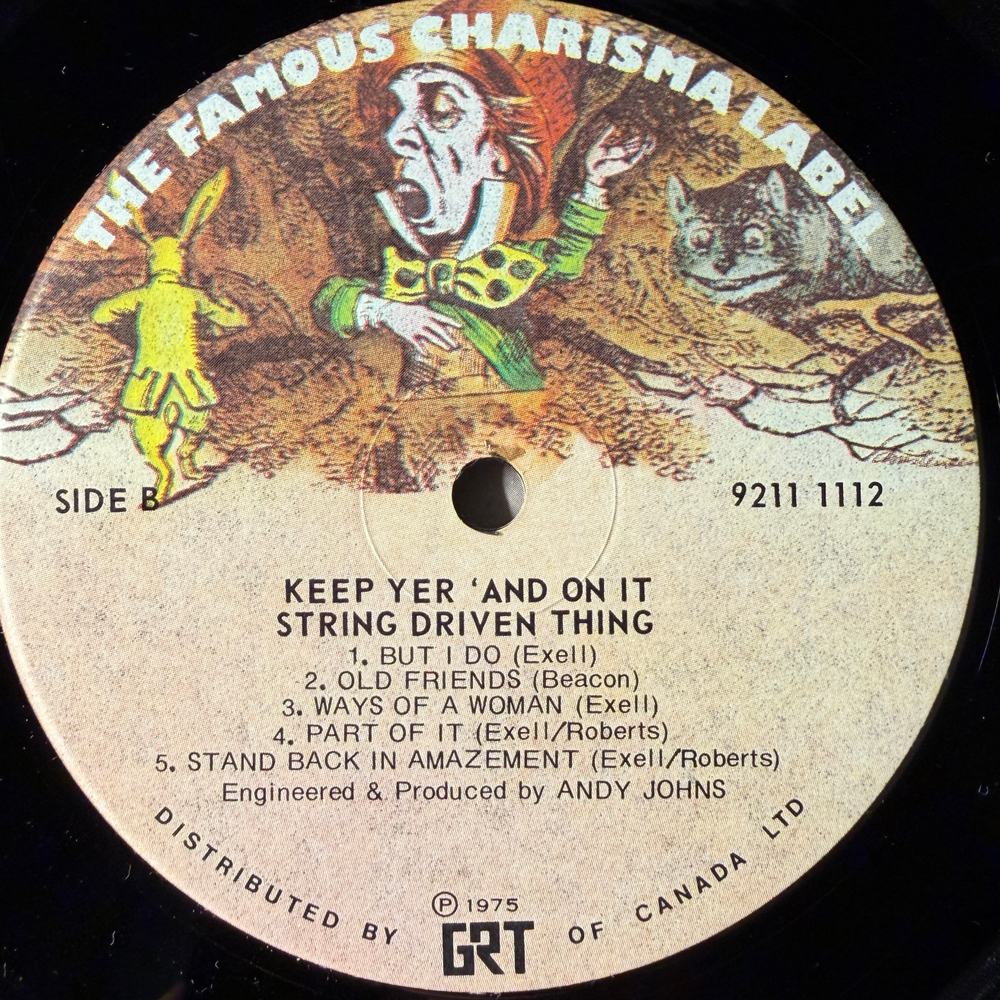 THE FAMOUS CHARISMA LABEL
SIDE B
9211 1112
KEEP YER ‘AND ON IT
STRING DRIVEN THING
1. BUT I DO (Exell)
2. OLD FRIENDS (Beacon)
3. WAYS OF A WOMAN (Exell)
4. PART OF IT (Exell/Roberts)
5. STAND BACK IN AMAZEMENT (Exell/Roberts)
Engineered & Produced by ANDY JOHNS
℗ 1975
DISTRIBUTED BY GRT OF CANADA LTD